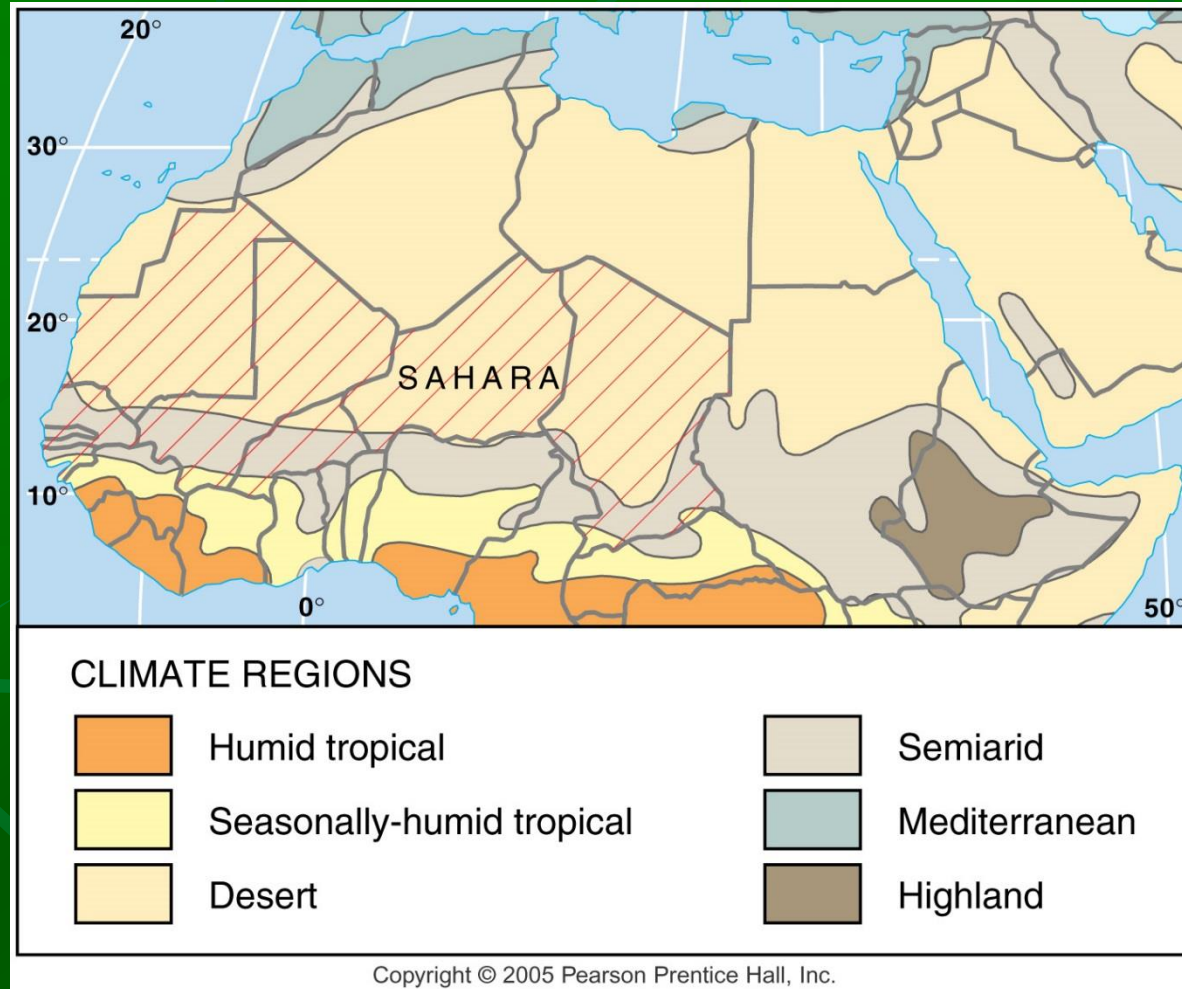 20°
30°
20°
SAHARA
10°
0°
50°
CLIMATE REGIONS
Humid tropical
Semiarid
Seasonally-humid tropical
Mediterranean
Desert
Highland
Copyright © 2005 Pearson Prentice Hall, Inc.